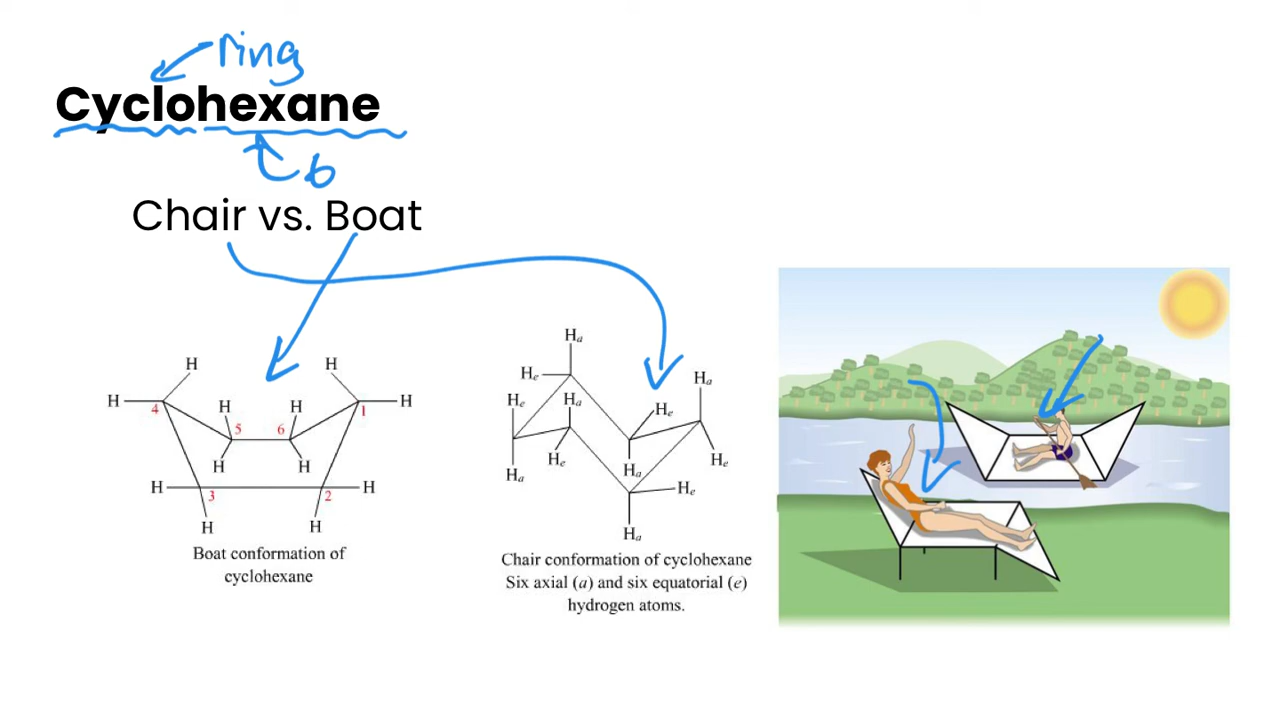 ring
Cyclohexane
6
Chair vs. Boat
H H
H 4 H H 1 H
5 6
H H
H 3 2 H
H H
Boat conformation of
cyclohexane
Ha
He Ha
He Ha He
He Ha He
Ha He
Ha
Chair conformation of cyclohexane
Six axial (a) and six equatorial (e)
hydrogen atoms.